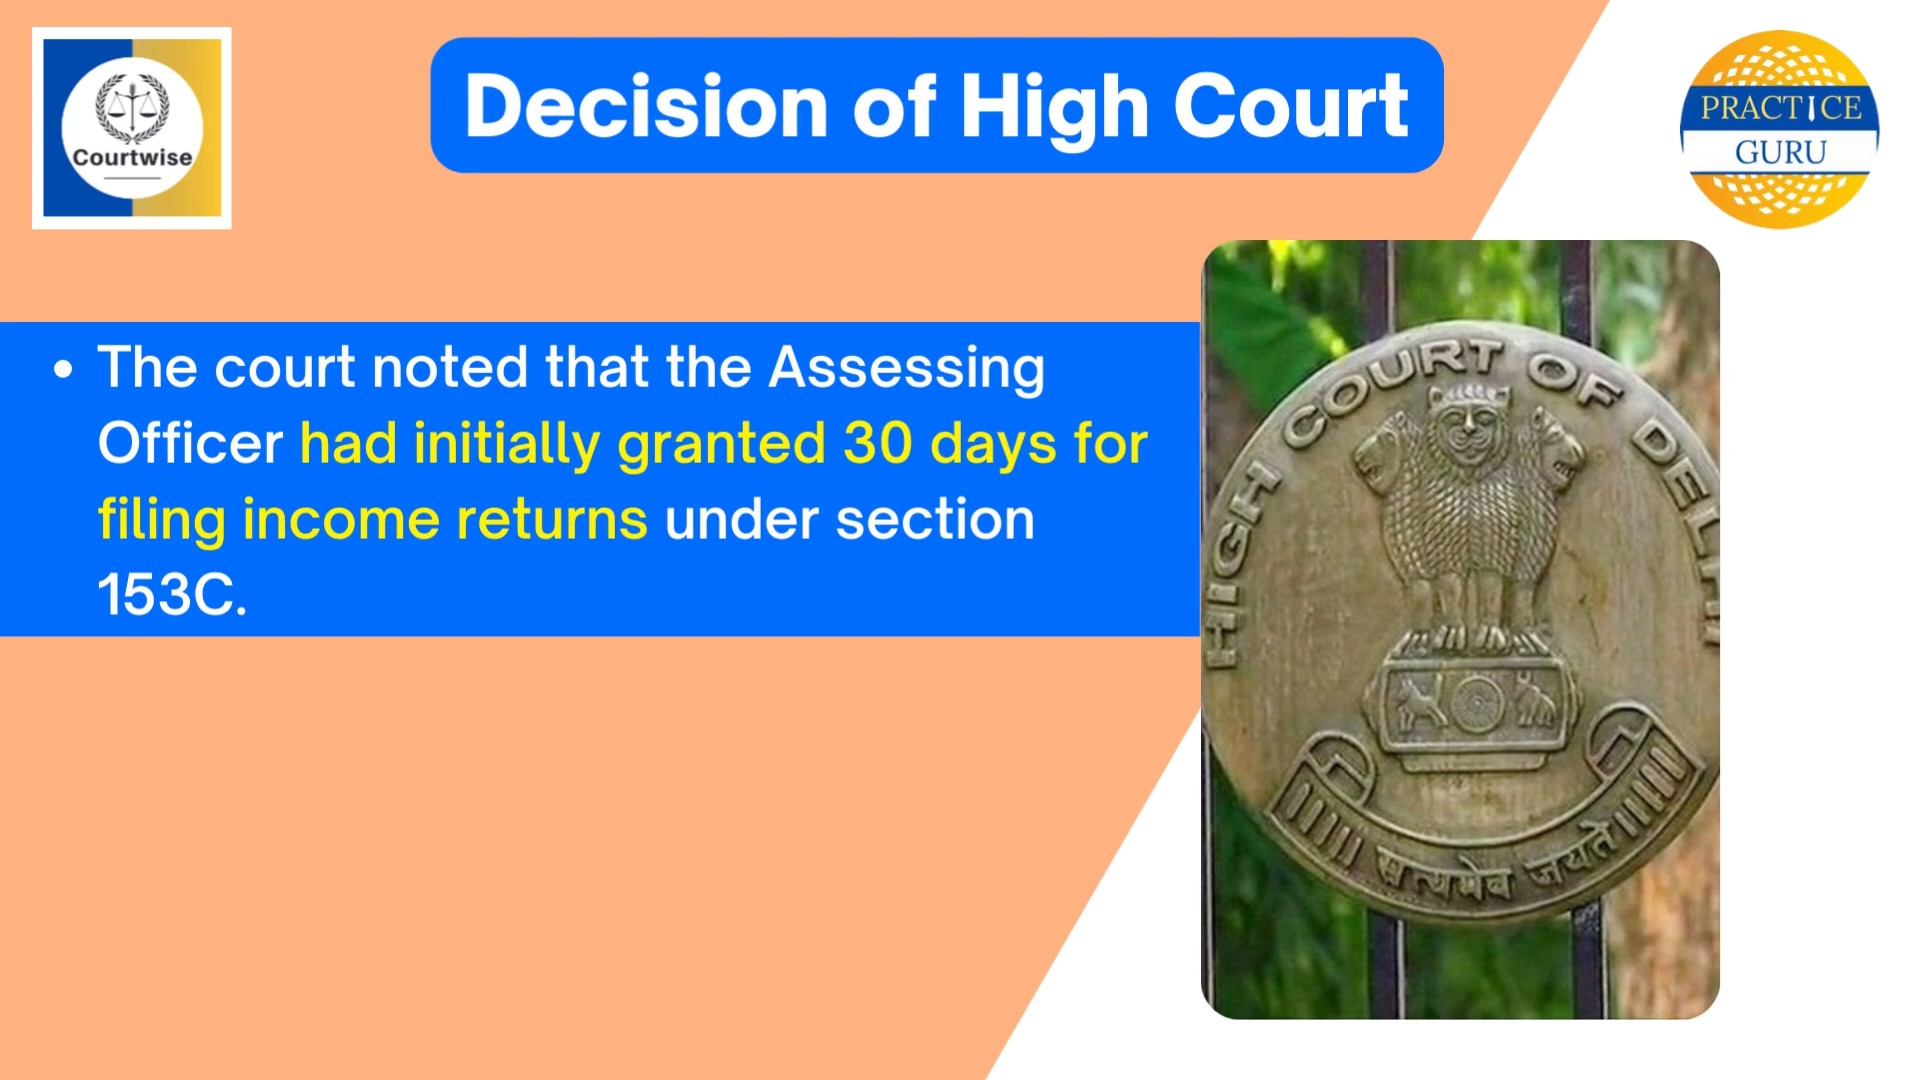 Decision of High Court
Courtwise
PRACTICE
GURU
• The court noted that the Assessing
Officer had initially granted 30 days for
filing income returns under section
153C.
HIGH COURT OF DELHI
सत्यमेव जयते